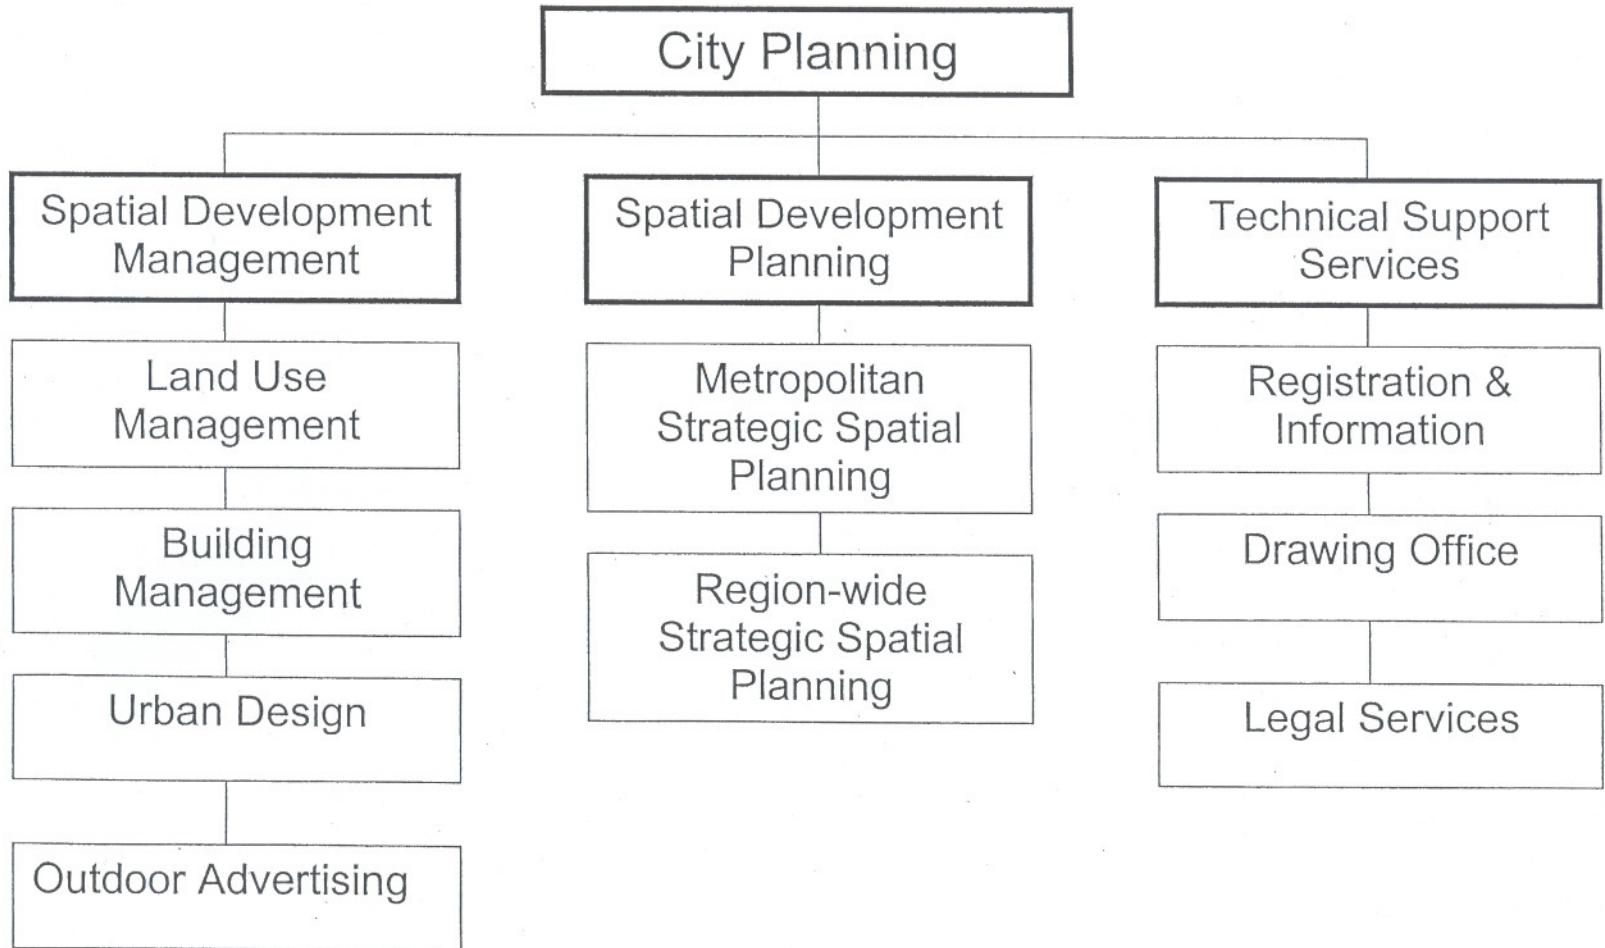 City Planning
Spatial Development
Management
Spatial Development
Planning
Technical Support
Services
Land Use
Management
Metropolitan
Strategic Spatial
Planning
Registration &
Information
Building
Management
Region-wide
Strategic Spatial
Planning
Drawing Office
Urban Design
Legal Services
Outdoor Advertising